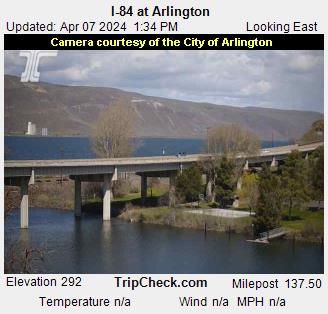 I-84 at Arlington
Updated: Apr 07 2024 1:34 PM Looking East
Camera courtesy of the City of Arlington
Elevation 292 TripCheck.com Milepost 137.50
Temperature n/a Wind n/a MPH n/a